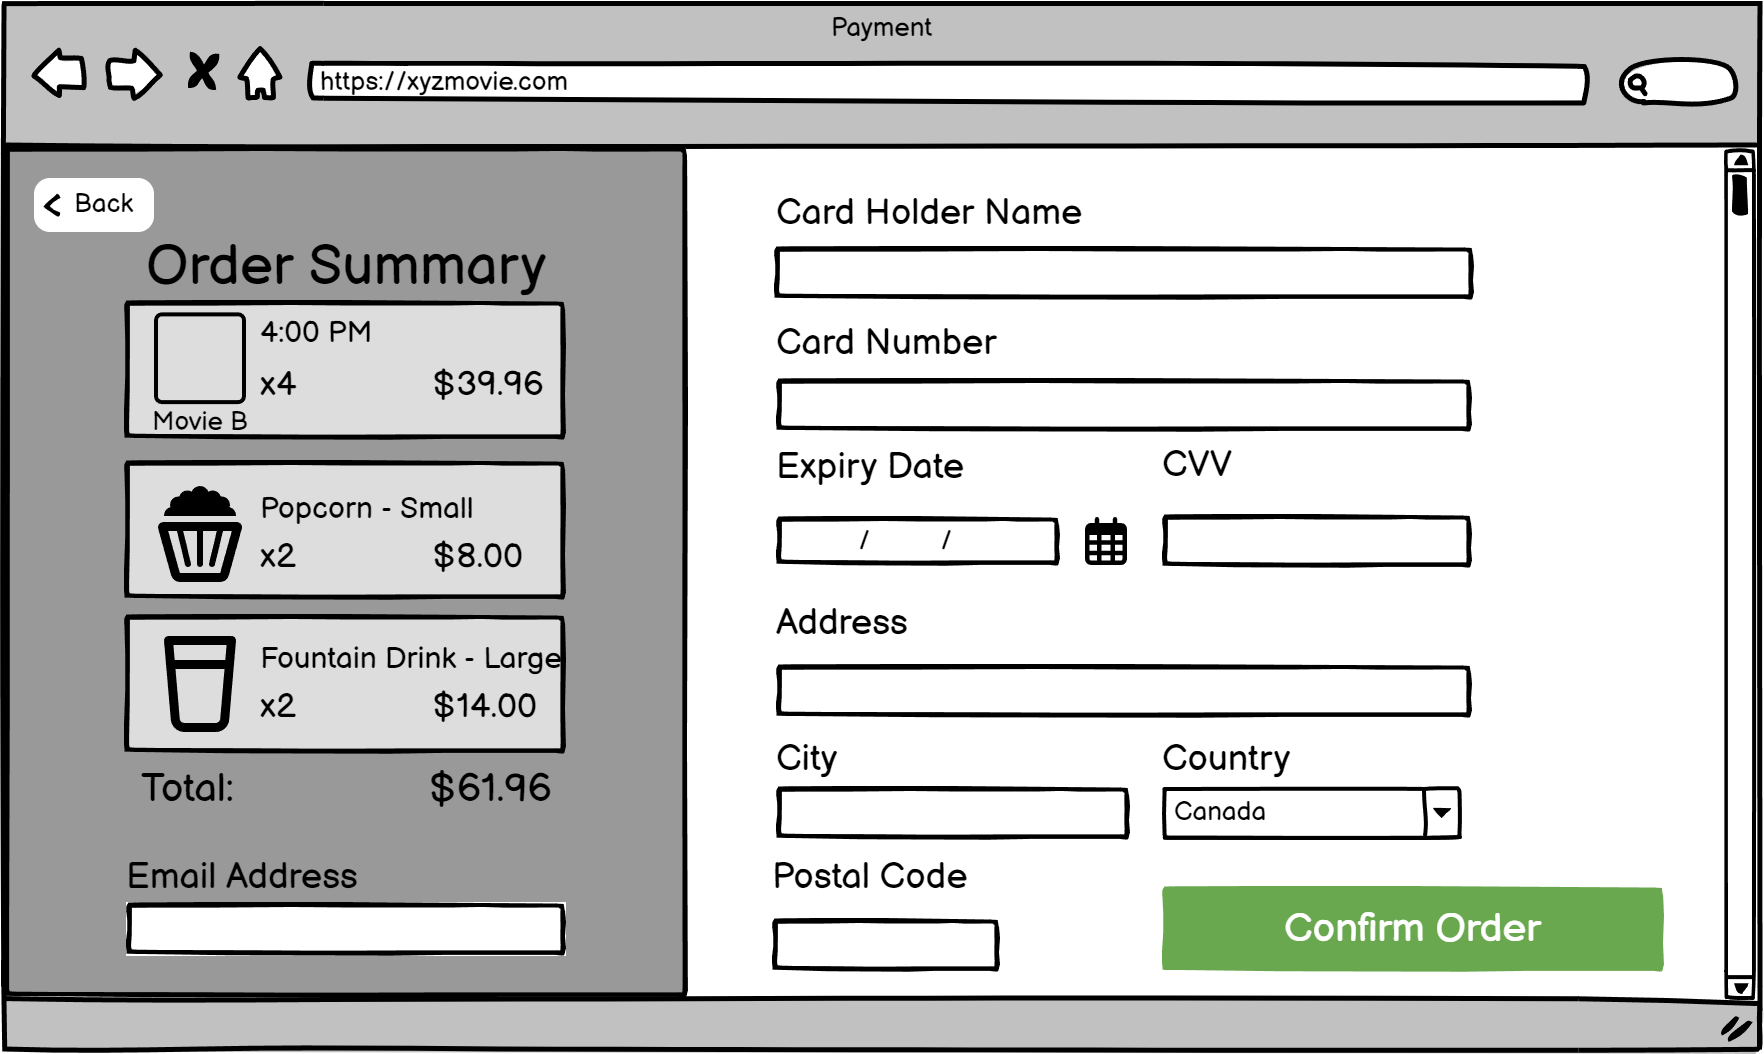 Payment
https://xyzmovie.com
Back
Order Summary
4:00 PM
x4 $39.96
Movie B
Popcorn - Small
x2 $8.00
Fountain Drink - Large
x2 $14.00
Total: $61.96
Email Address
Card Holder Name
Card Number
Expiry Date CVV
/ /
Address
City Country
Canada
Postal Code
Confirm Order